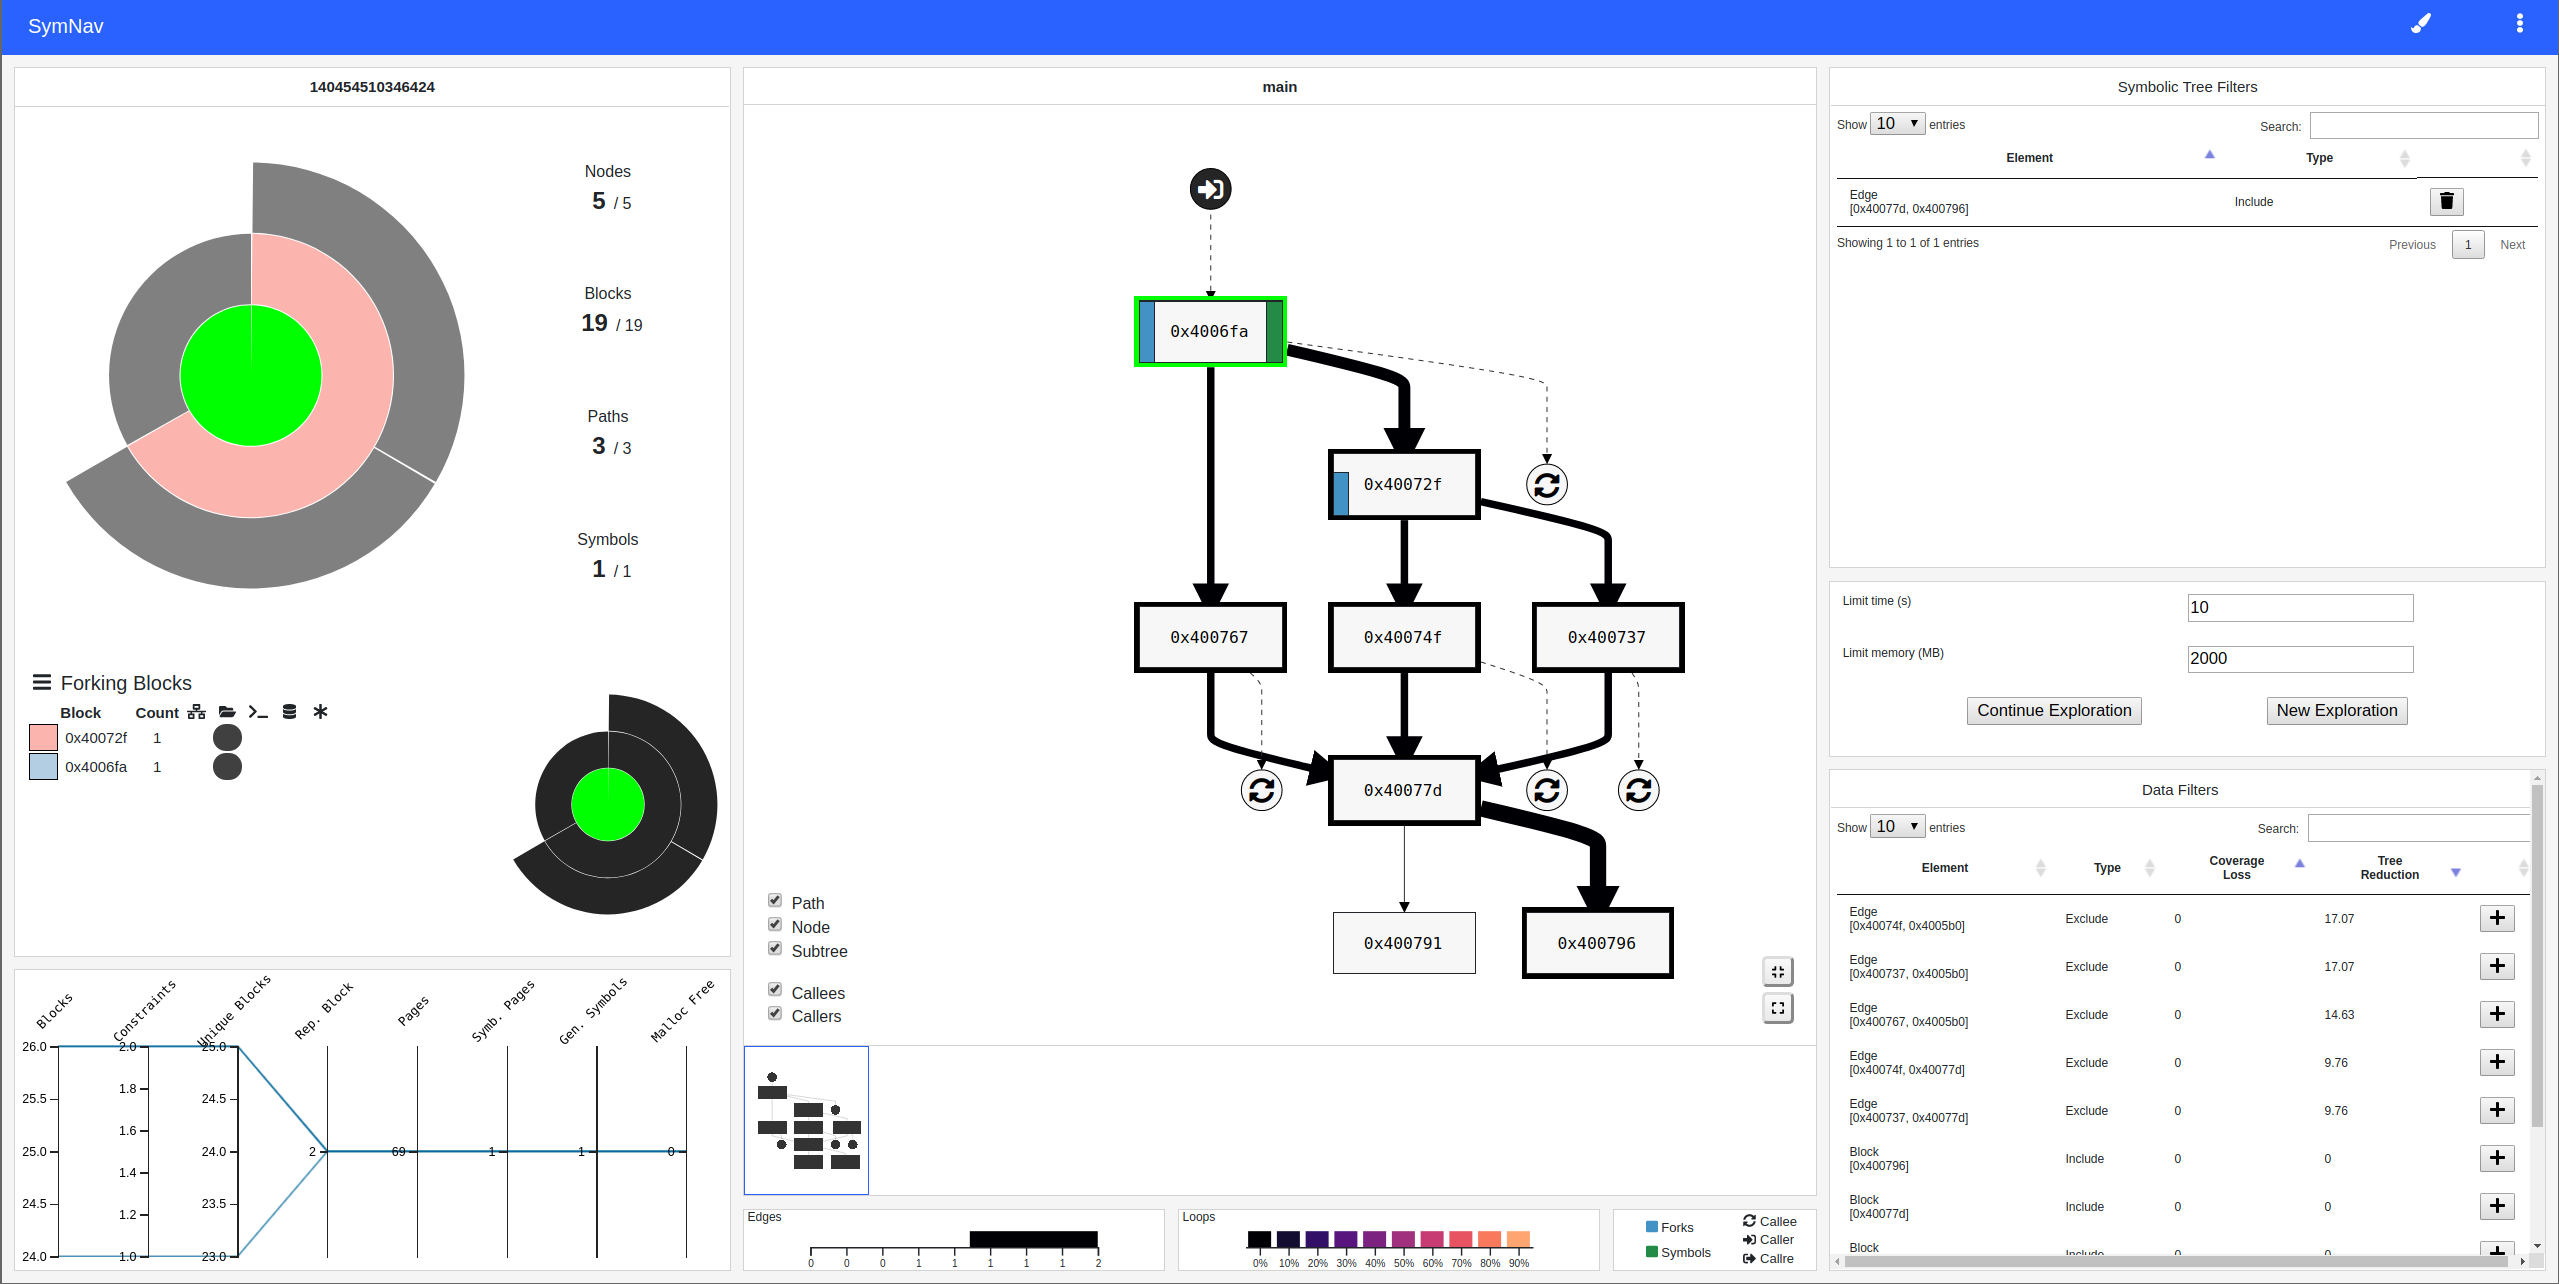 SymNav
140454510346424
Nodes
5 / 5
Blocks
19 / 19
Paths
3 / 3
Symbols
1 / 1
Forking Blocks
Block Count
0x40072f 1
0x4006fa 1
Blocks Constraints Unique Blocks Rep. Block Pages Symb. Pages Gen. Symbols Malloc Free
26.0 2.0 25.0
1.8
25.5 24.5
1.6
25.0 24.0 2 69 1 1 0
1.4
24.5 23.5
1.2
24.0 1.0 23.0
main
0x4006fa
0x40072f
0x400767 0x40074f 0x400737
0x40077d
0x400791 0x400796
Path
Node
Subtree
Callees
Callers
Edges
0 0 0 1 1 1 1 1 2
Loops
0% 10% 20% 30% 40% 50% 60% 70% 80% 90%
Forks
Symbols
Callee
Caller
Callre
Symbolic Tree Filters
Show 10 entries Search:
Element Type
Edge
[0x40077d, 0x400796] Include
Showing 1 to 1 of 1 entries Previous 1 Next
Limit time (s) 10
Limit memory (MB) 2000
Continue Exploration New Exploration
Data Filters
Show 10 entries Search:
Element Type Coverage Loss Tree Reduction
Edge
[0x40074f, 0x4005b0] Exclude 0 17.07
Edge
[0x400737, 0x4005b0] Exclude 0 17.07
Edge
[0x400767, 0x4005b0] Exclude 0 14.63
Edge
[0x40074f, 0x40077d] Exclude 0 9.76
Edge
[0x400737, 0x40077d] Exclude 0 9.76
Block
[0x400796] Include 0 0
Block
[0x40077d] Include 0 0
Block
Include 0 0